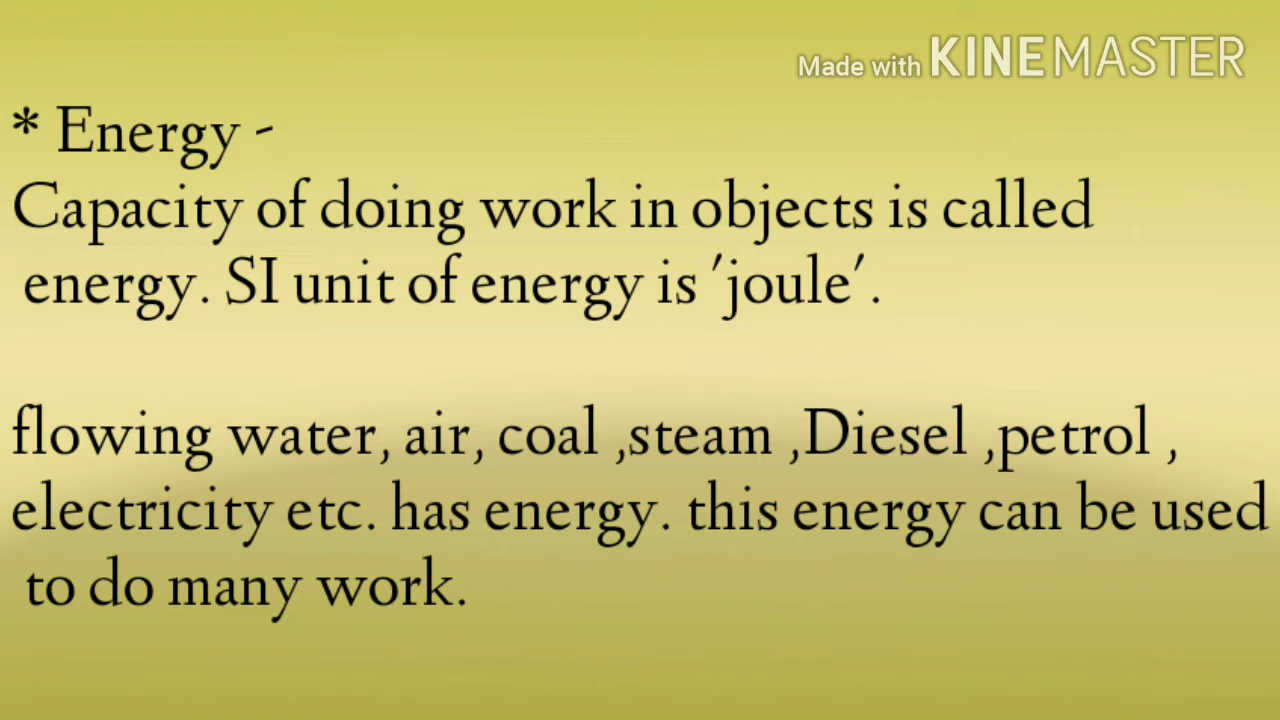 Made with KINEMASTER
* Energy -
Capacity of doing work in objects is called
energy. SI unit of energy is 'joule'.
flowing water, air, coal ,steam ,Diesel ,petrol ,
electricity etc. has energy. this energy can be used
to do many work.